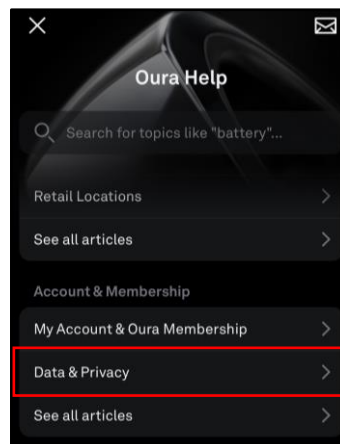 Oura Help
Search for topics like "battery"...
Retail Locations
See all articles
Account & Membership
My Account & Oura Membership
Data & Privacy
See all articles